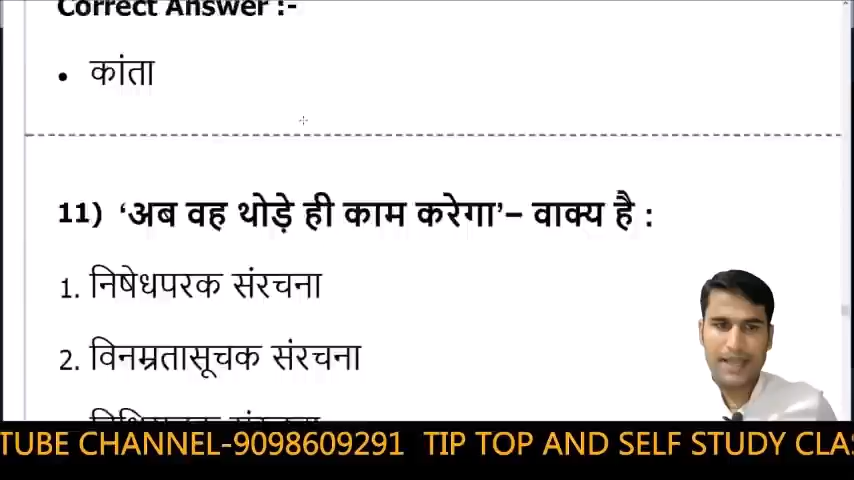 Correct Answer :-
• कांता
11) ‘अब वह थोड़े ही काम करेगा’– वाक्य है :
1. निषेधपरक संरचना
2. विनम्रतासूचक संरचना
TUBE CHANNEL-9098609291 TIP TOP AND SELF STUDY CLAS